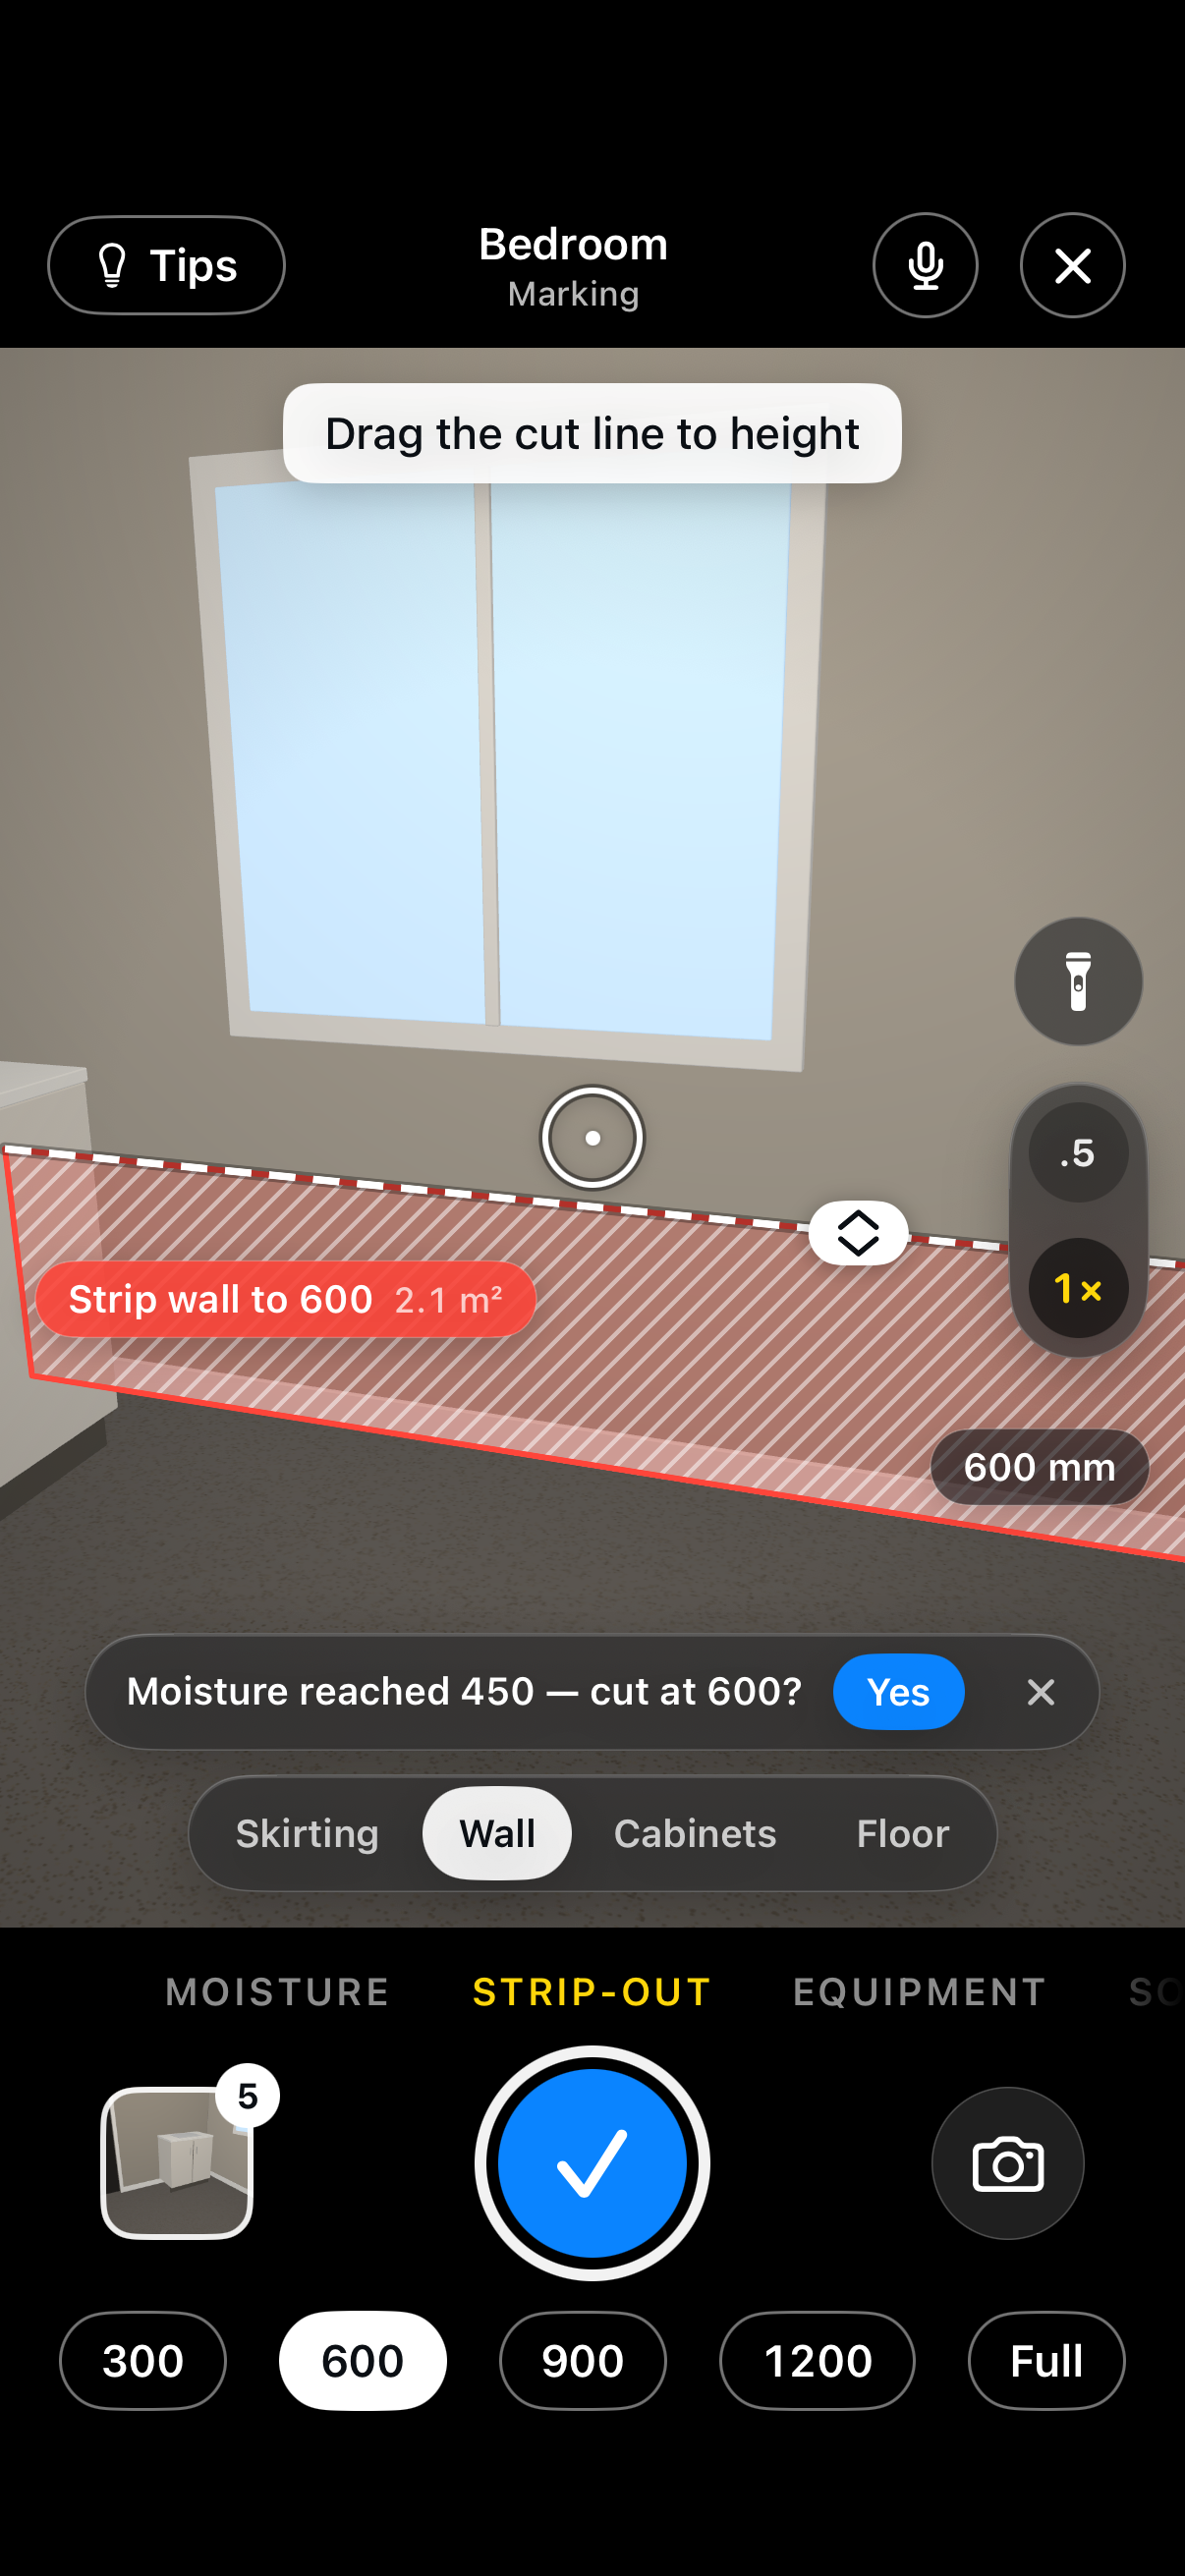 Tips
Bedroom
Marking
Drag the cut line to height
.5
1×
Strip wall to 600 2.1 m²
600 mm
Moisture reached 450 — cut at 600? Yes
Skirting Wall Cabinets Floor
MOISTURE STRIP-OUT EQUIPMENT
5
300 600 900 1200 Full